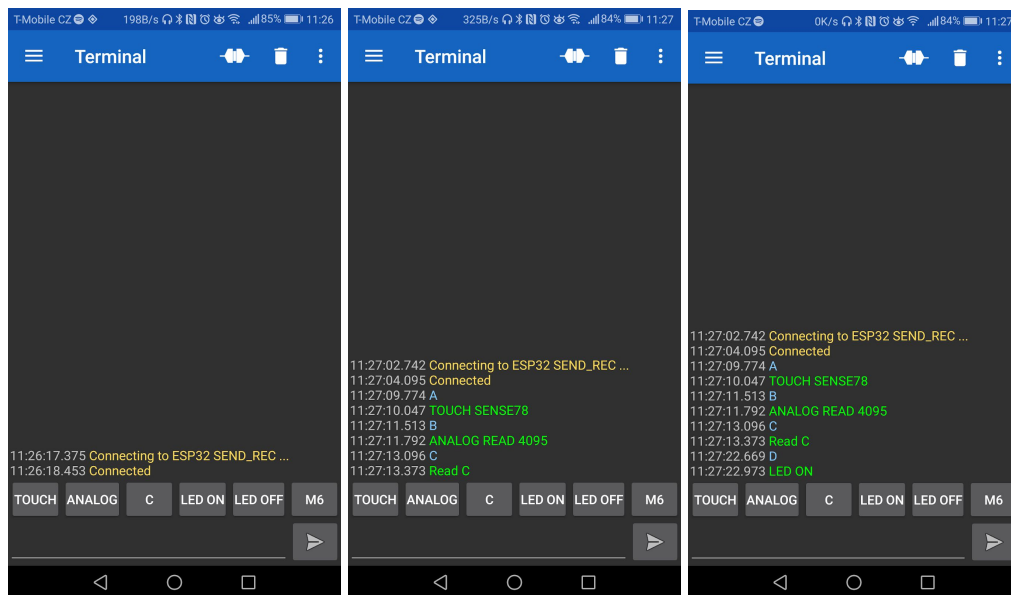 T-Mobile CZ 198B/s 85% 11:26
Terminal
11:26:17.375 Connecting to ESP32 SEND_REC ...
11:26:18.453 Connected
TOUCH ANALOG C LED ON LED OFF M6
T-Mobile CZ 325B/s 84% 11:27
Terminal
11:27:02.742 Connecting to ESP32 SEND_REC ...
11:27:04.095 Connected
11:27:09.774 A
11:27:10.047 TOUCH SENSE78
11:27:11.513 B
11:27:11.792 ANALOG READ 4095
11:27:13.096 C
11:27:13.373 Read C
TOUCH ANALOG C LED ON LED OFF M6
T-Mobile CZ 0K/s 84% 11:27
Terminal
11:27:02.742 Connecting to ESP32 SEND_REC ...
11:27:04.095 Connected
11:27:09.774 A
11:27:10.047 TOUCH SENSE78
11:27:11.513 B
11:27:11.792 ANALOG READ 4095
11:27:13.096 C
11:27:13.373 Read C
11:27:22.669 D
11:27:22.973 LED ON
TOUCH ANALOG C LED ON LED OFF M6